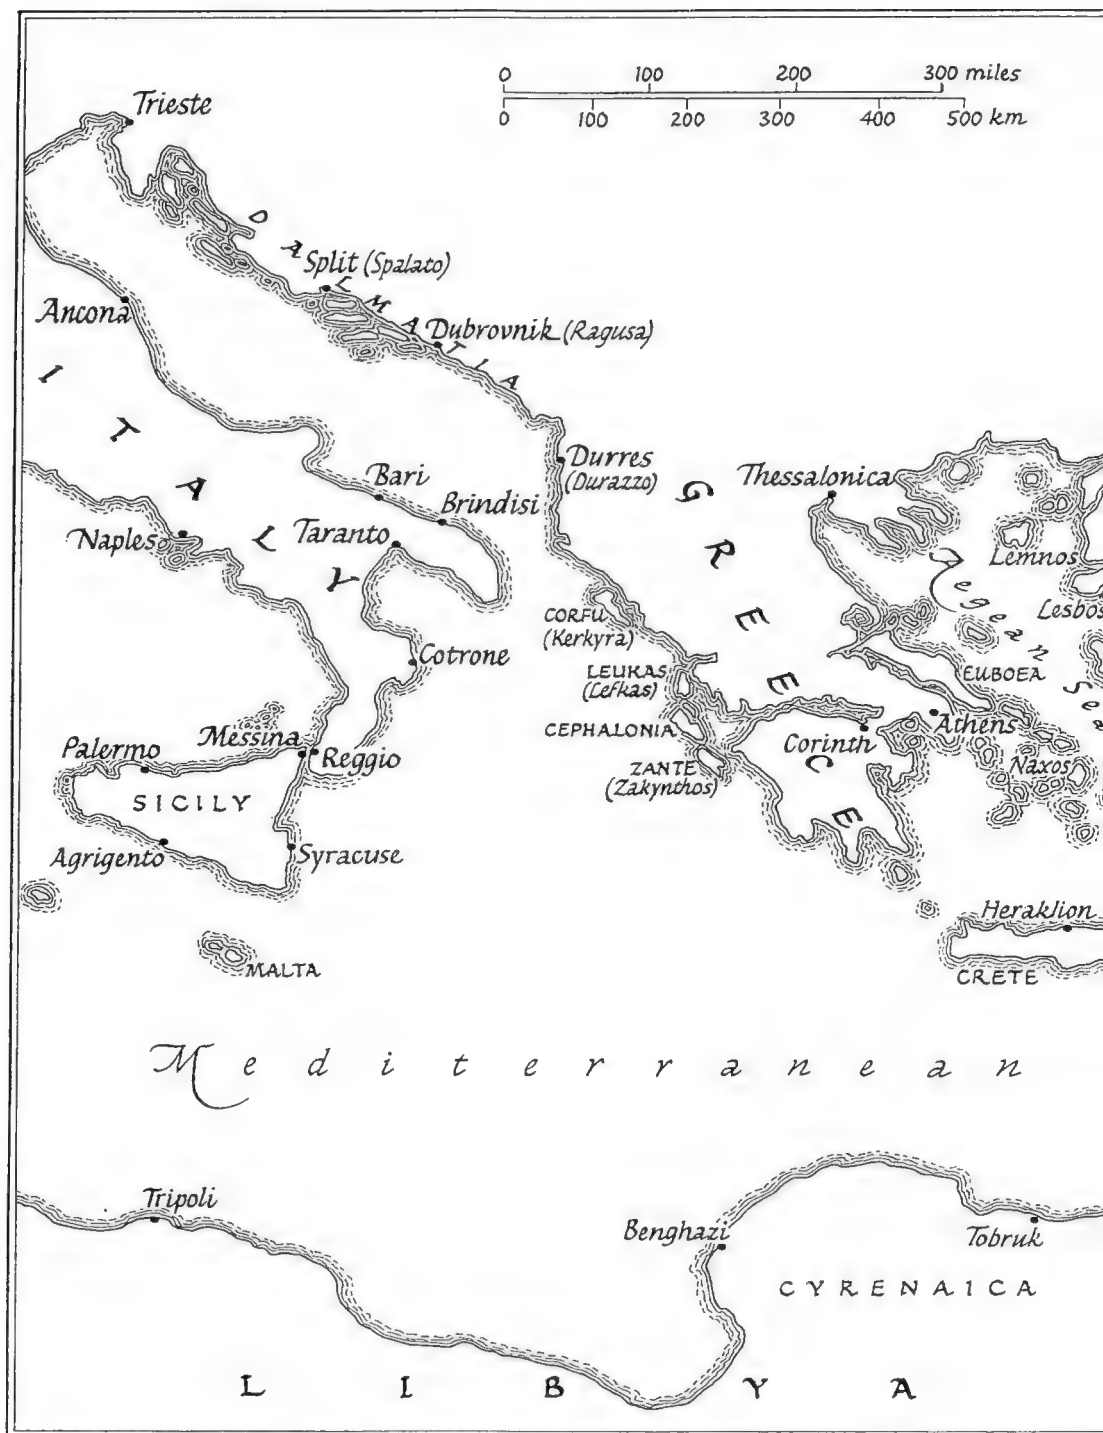 0 100 200 300 miles
0 100 200 300 400 500 km
Trieste
DALMATIA
Split (Spalato)
Ancona
Dubrovnik (Ragusa)
ITALY
Bari
Brindisi
Durres
(Durazzo)
GREECE
Thessalonica
Naples
Taranto
Lemnos
Aegean Sea
Lesbos
CORFU
(Kerkyra)
Cotrone
LEUKAS
(Lefkas)
EUBOEA
CEPHALONIA
Athens
Corinth
Messina
Reggio
Palermo
ZANTE
(Zakynthos)
Naxos
SICILY
Agrigento
Syracuse
Heraklion
MALTA
CRETE
Mediterranean
Tripoli
Benghazi
Tobruk
CYRENAICA
LIBYA